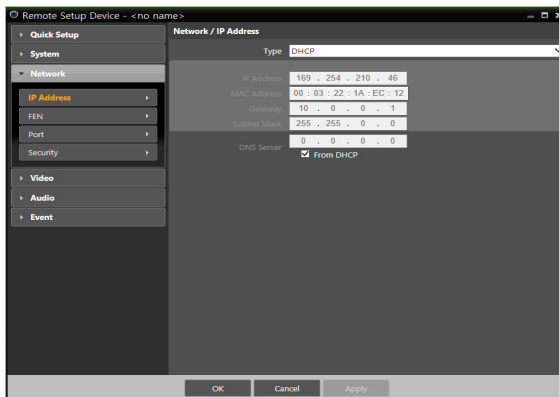 Remote Setup Device - <no name>
Quick Setup
System
Network
IP Address
FEN
Port
Security
Video
Audio
Event
Network / IP Address
Type DHCP
IP Address 169 . 254 . 210 . 46
MAC Address 00 : 03 : 22 : 1A : EC : 12
Gateway 10 . 0 . 0 . 1
Subnet Mask 255 . 255 . 0 . 0
DNS Server 0 . 0 . 0 . 0
From DHCP
OK Cancel Apply